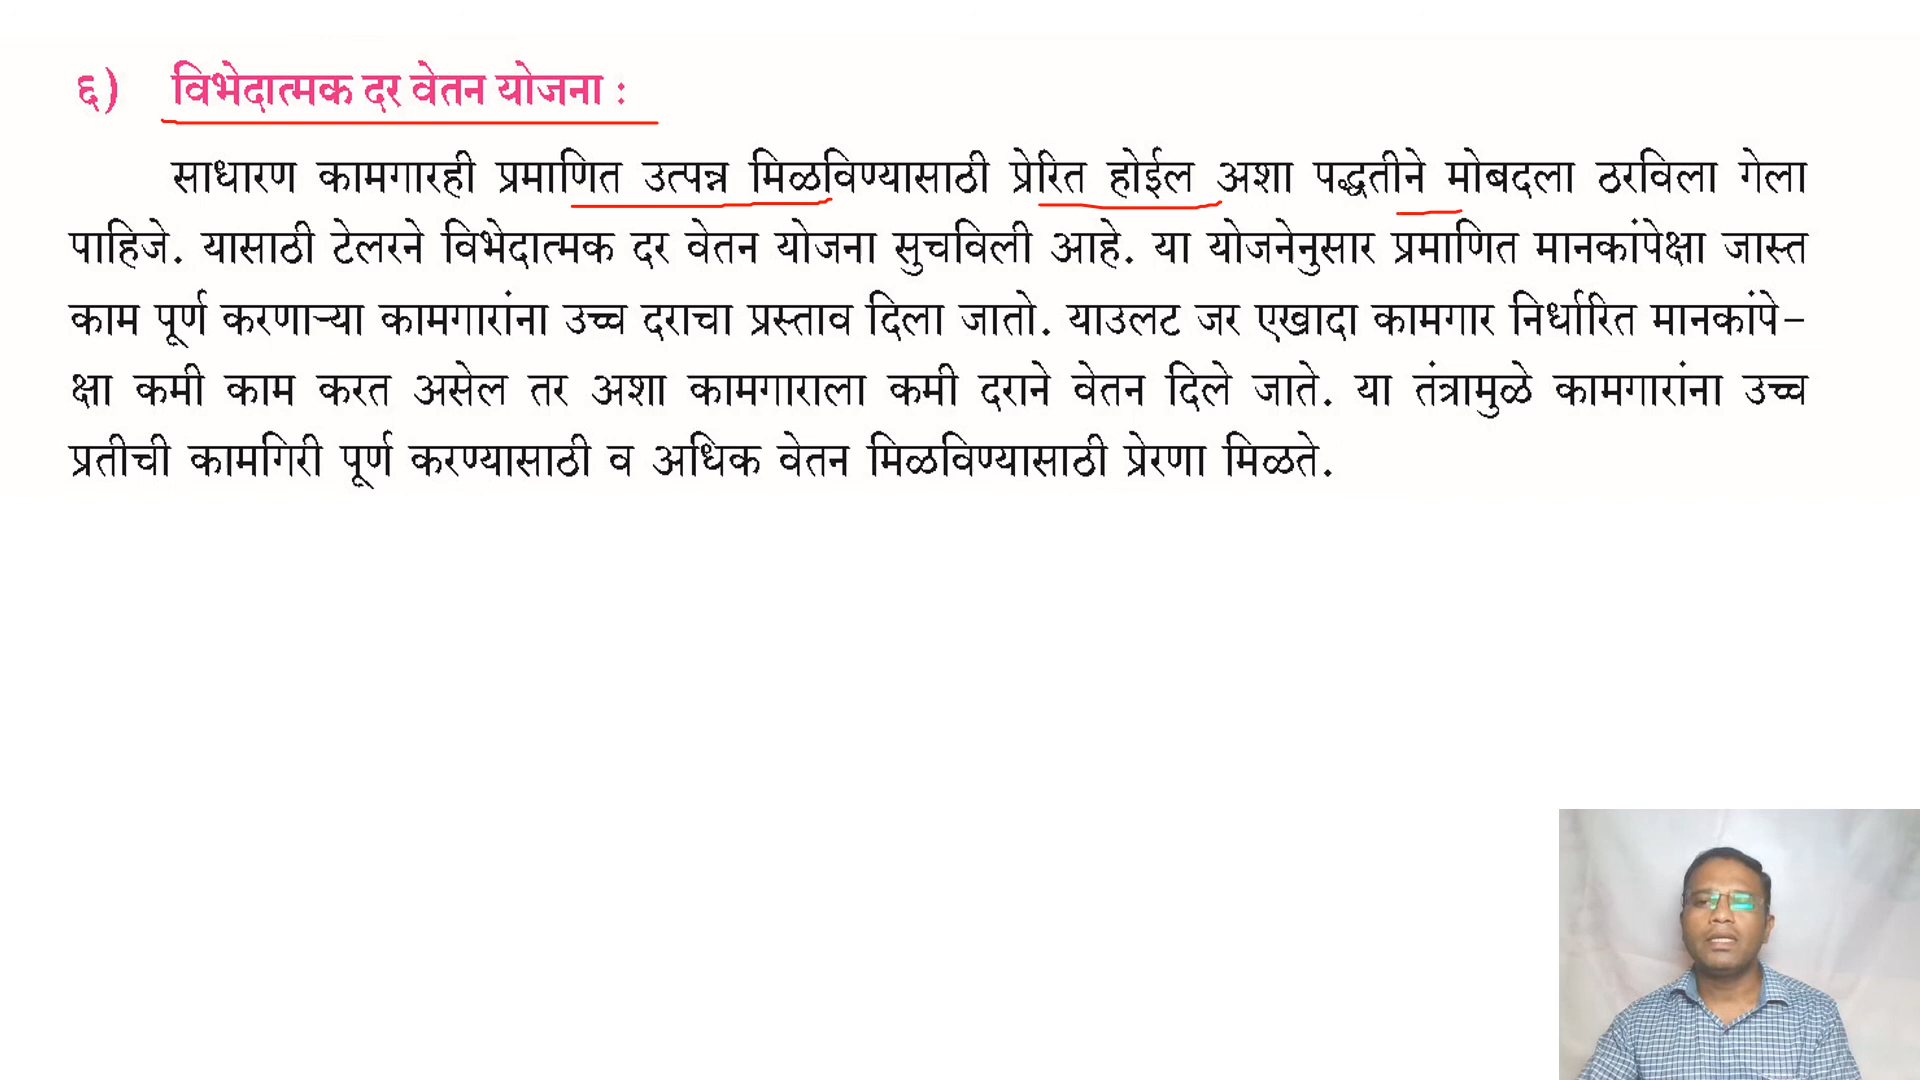 ६) विभेदात्मक दर वेतन योजना :
साधारण कामगारही प्रमाणित उत्पन्न मिळविण्यासाठी प्रेरित होईल अशा पद्धतीने मोबदला ठरविला गेला
पाहिजे. यासाठी टेलरने विभेदात्मक दर वेतन योजना सुचविली आहे. या योजनेनुसार प्रमाणित मानकांपेक्षा जास्त
काम पूर्ण करणाऱ्या कामगारांना उच्च दराचा प्रस्ताव दिला जातो. याउलट जर एखादा कामगार निर्धारित मानकांपे-
क्षा कमी काम करत असेल तर अशा कामगाराला कमी दराने वेतन दिले जाते. या तंत्रामुळे कामगारांना उच्च
प्रतीची कामगिरी पूर्ण करण्यासाठी व अधिक वेतन मिळविण्यासाठी प्रेरणा मिळते.